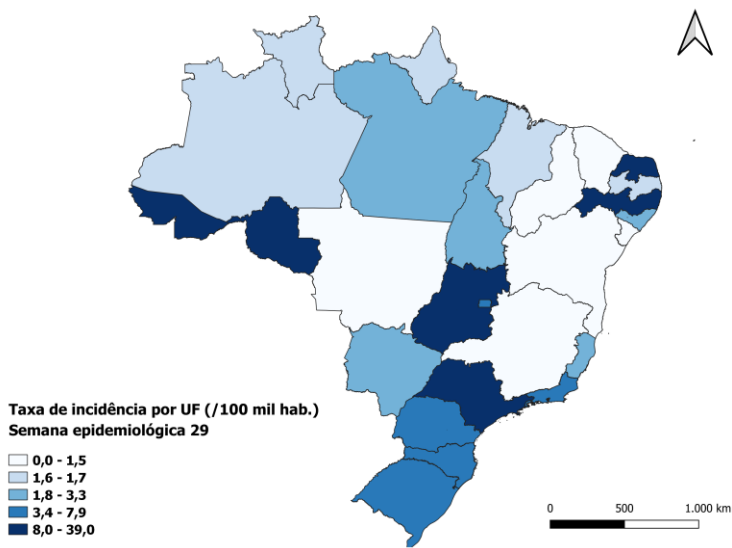 Taxa de incidência por UF (/100 mil hab.)
Semana epidemiológica 29
0,0 - 1,5
1,6 - 1,7
1,8 - 3,3
3,4 - 7,9
8,0 - 39,0
0 500 1.000 km